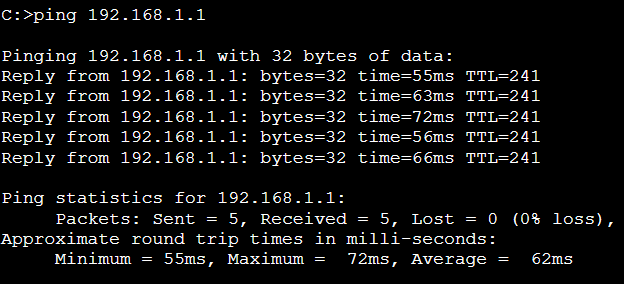 C:>ping 192.168.1.1
Pinging 192.168.1.1 with 32 bytes of data:
Reply from 192.168.1.1: bytes=32 time=55ms TTL=241
Reply from 192.168.1.1: bytes=32 time=63ms TTL=241
Reply from 192.168.1.1: bytes=32 time=72ms TTL=241
Reply from 192.168.1.1: bytes=32 time=56ms TTL=241
Reply from 192.168.1.1: bytes=32 time=66ms TTL=241
Ping statistics for 192.168.1.1:
Packets: Sent = 5, Received = 5, Lost = 0 (0% loss),
Approximate round trip times in milli-seconds:
Minimum = 55ms, Maximum =  72ms, Average =  62ms